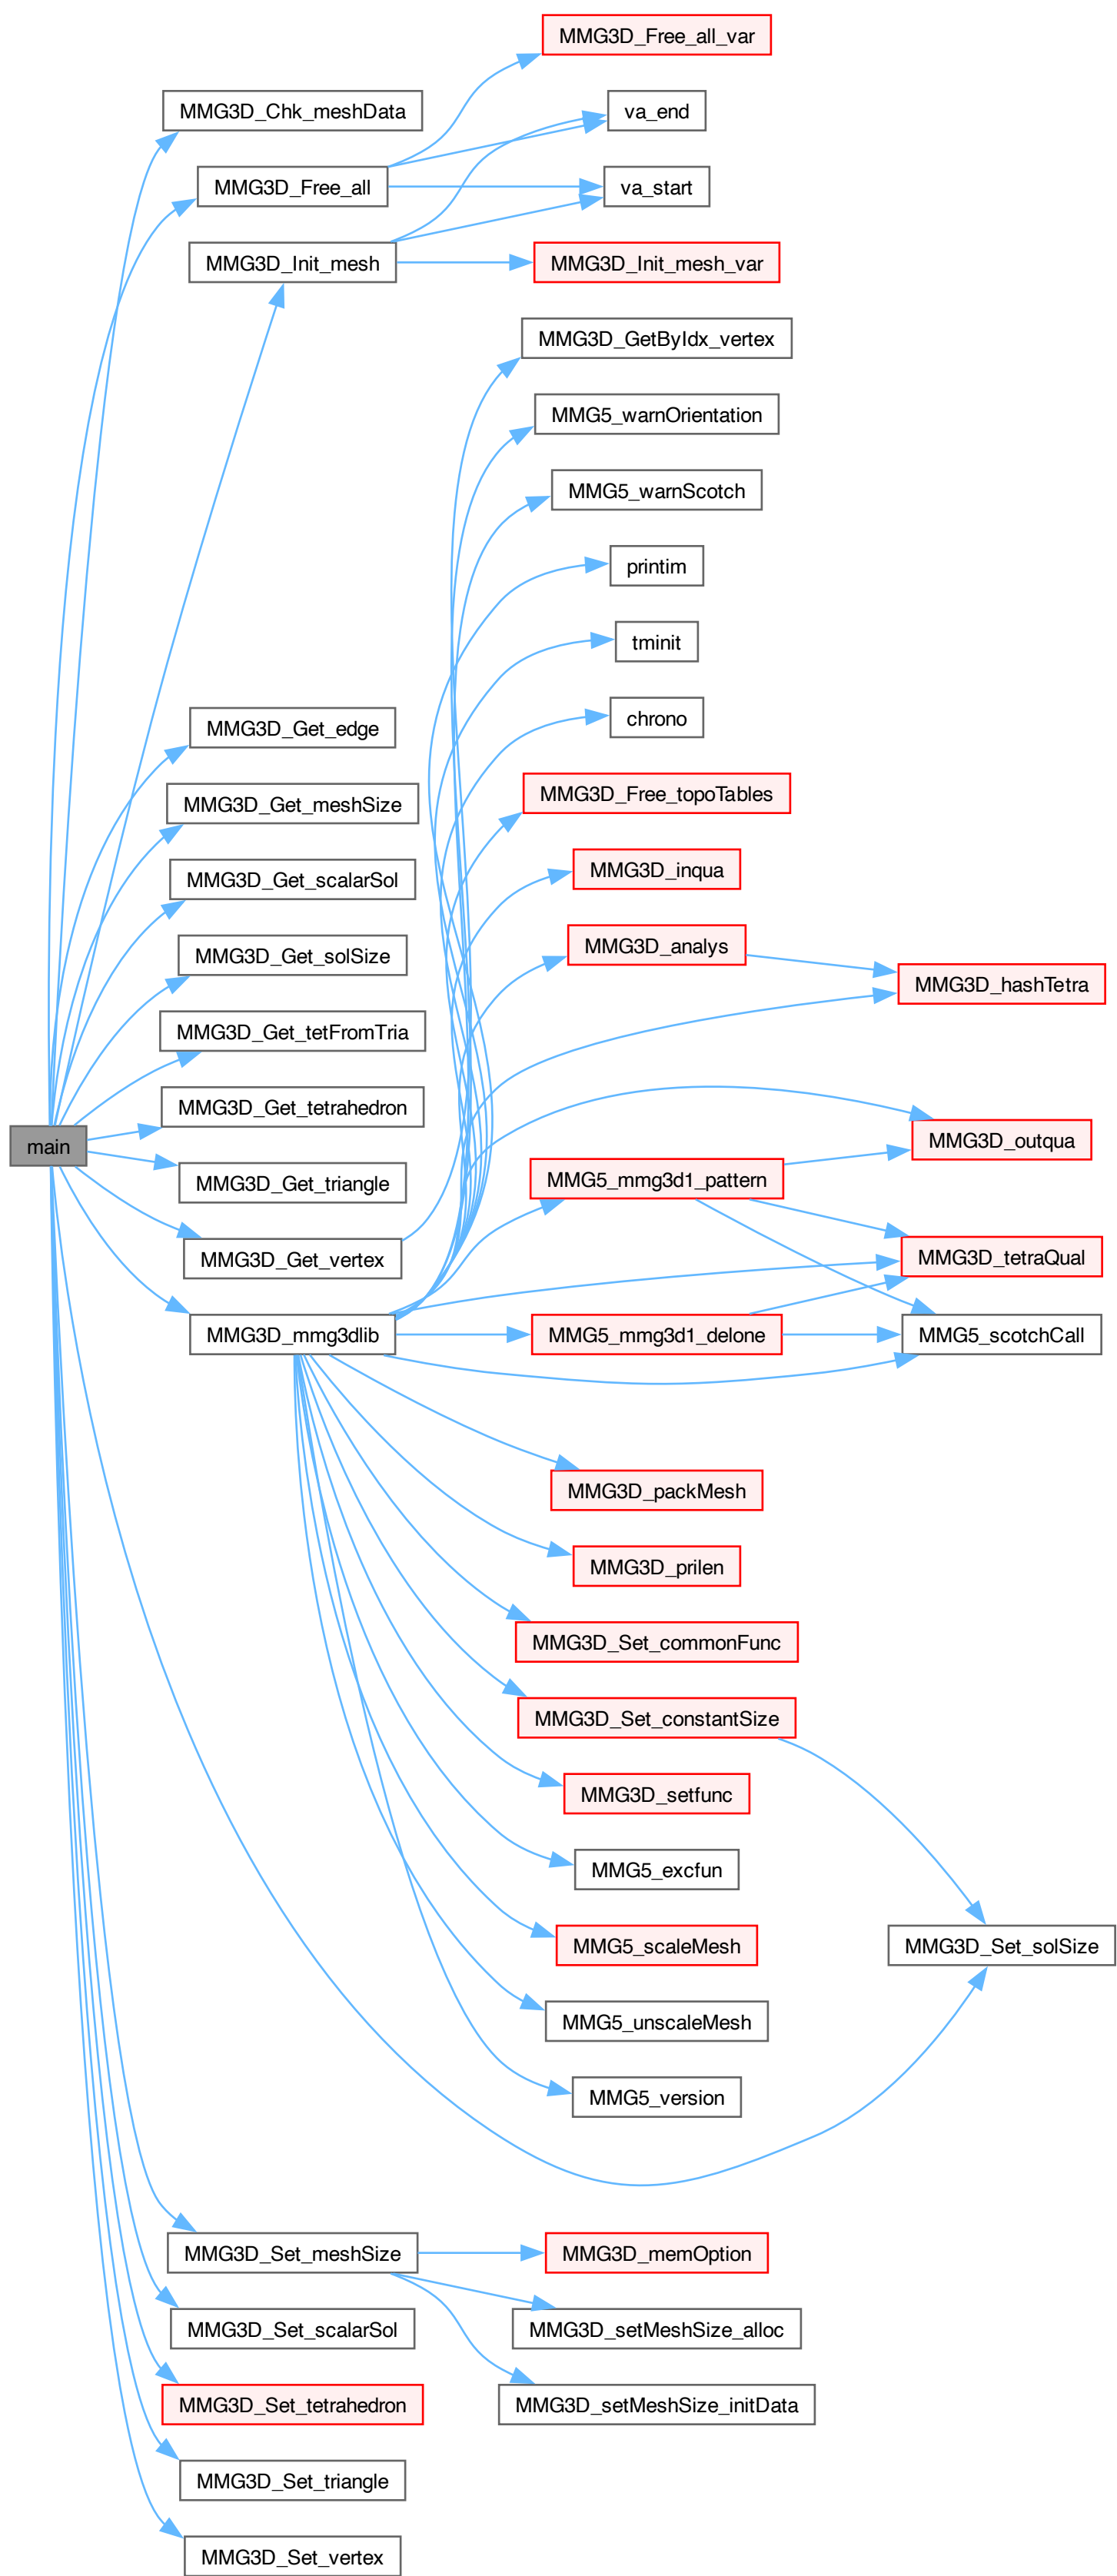 MMG3D_Free_all_var
MMG3D_Chk_meshData
va_end
MMG3D_Free_all
va_start
MMG3D_Init_mesh
MMG3D_Init_mesh_var
MMG3D_GetByIdx_vertex
MMG5_warnOrientation
MMG5_warnScotch
printim
tminit
chrono
MMG3D_Get_edge
MMG3D_Get_meshSize
MMG3D_Free_topoTables
MMG3D_Get_scalarSol
MMG3D_inqua
MMG3D_Get_solSize
MMG3D_analys
MMG3D_hashTetra
MMG3D_Get_tetFromTria
MMG3D_Get_tetrahedron
main
MMG3D_outqua
MMG3D_Get_triangle
MMG5_mmg3d1_pattern
MMG3D_Get_vertex
MMG3D_tetraQual
MMG3D_mmg3dlib
MMG5_mmg3d1_delone
MMG5_scotchCall
MMG3D_packMesh
MMG3D_prilen
MMG3D_Set_commonFunc
MMG3D_Set_constantSize
MMG3D_setfunc
MMG5_excfun
MMG5_scaleMesh
MMG3D_Set_solSize
MMG5_unscaleMesh
MMG5_version
MMG3D_Set_meshSize
MMG3D_memOption
MMG3D_Set_scalarSol
MMG3D_setMeshSize_alloc
MMG3D_Set_tetrahedron
MMG3D_setMeshSize_initData
MMG3D_Set_triangle
MMG3D_Set_vertex